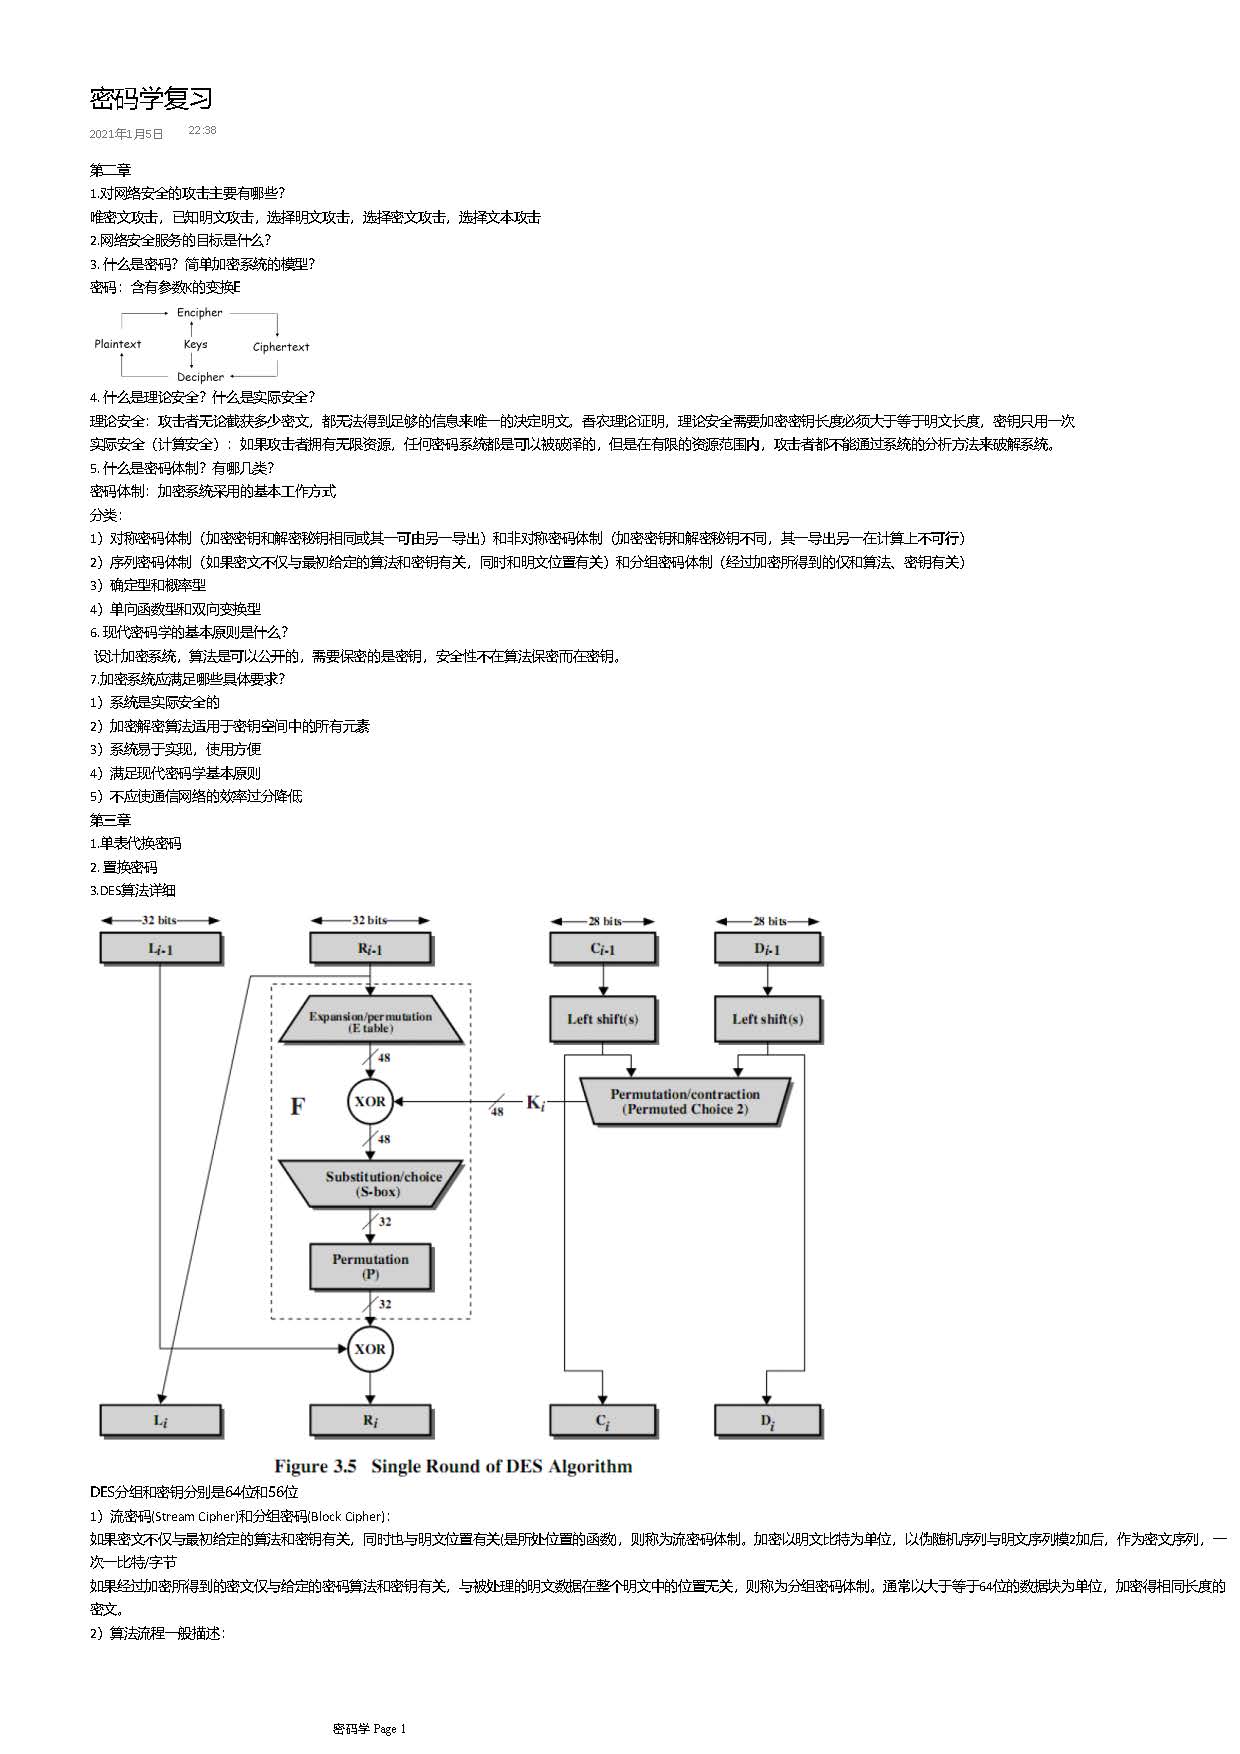 密码学复习
2021年1月5日 22:38
第二章
1.对网络安全的攻击主要有哪些？
唯密文攻击，已知明文攻击，选择明文攻击，选择密文攻击，选择文本攻击
2.网络安全服务的目标是什么？
3. 什么是密码？简单加密系统的模型？
密码：含有参数K的变换E
Encipher
Plaintext Keys Ciphertext
Decipher
4. 什么是理论安全？什么是实际安全？
理论安全：攻击者无论截获多少密文，都无法得到足够的信息来唯一的决定明文。香农理论证明，理论安全需要加密密钥长度必须大于等于明文长度，密钥只用一次
实际安全（计算安全）：如果攻击者拥有无限资源，任何密码系统都是可以被破译的，但是在有限的资源范围内，攻击者都不能通过系统的分析方法来破解系统。
5. 什么是密码体制？有哪几类？
密码体制：加密系统采用的基本工作方式
分类：
1）对称密码体制（加密密钥和解密秘钥相同或其一可由另一导出）和非对称密码体制（加密密钥和解密秘钥不同，其一导出另一在计算上不可行）
2）序列密码体制（如果密文不仅与最初给定的算法和密钥有关，同时和明文位置有关）和分组密码体制（经过加密所得到的仅和算法、密钥有关）
3）确定型和概率型
4）单向函数型和双向变换型
6. 现代密码学的基本原则是什么？
设计加密系统，算法是可以公开的，需要保密的是密钥，安全性不在算法保密而在密钥。
7.加密系统应满足哪些具体要求？
1）系统是实际安全的
2）加密解密算法适用于密钥空间中的所有元素
3）系统易于实现，使用方便
4）满足现代密码学基本原则
5）不应使通信网络的效率过分降低
第三章
1.单表代换密码
2. 置换密码
3.DES算法详细
32 bits 32 bits 28 bits 28 bits
Li-1 Ri-1 Ci-1 Di-1
Expansion/permutation
(E table)
Left shift(s) Left shift(s)
48
F XOR 48 Ki Permutation/contraction
(Permuted Choice 2)
48
Substitution/choice
(S-box)
32
Permutation
(P)
32
XOR
Li Ri Ci Di
Figure 3.5 Single Round of DES Algorithm
DES分组和密钥分别是64位和56位
1）流密码(Stream Cipher)和分组密码(Block Cipher)：
如果密文不仅与最初给定的算法和密钥有关，同时也与明文位置有关(是所处位置的函数)，则称为流密码体制。加密以明文比特为单位，以伪随机序列与明文序列模2加后，作为密文序列，一
次一比特/字节
如果经过加密所得到的密文仅与给定的密码算法和密钥有关，与被处理的明文数据在整个明文中的位置无关，则称为分组密码体制。通常以大于等于64位的数据块为单位，加密得相同长度的
密文。
2）算法流程一般描述：
密码学 Page 1